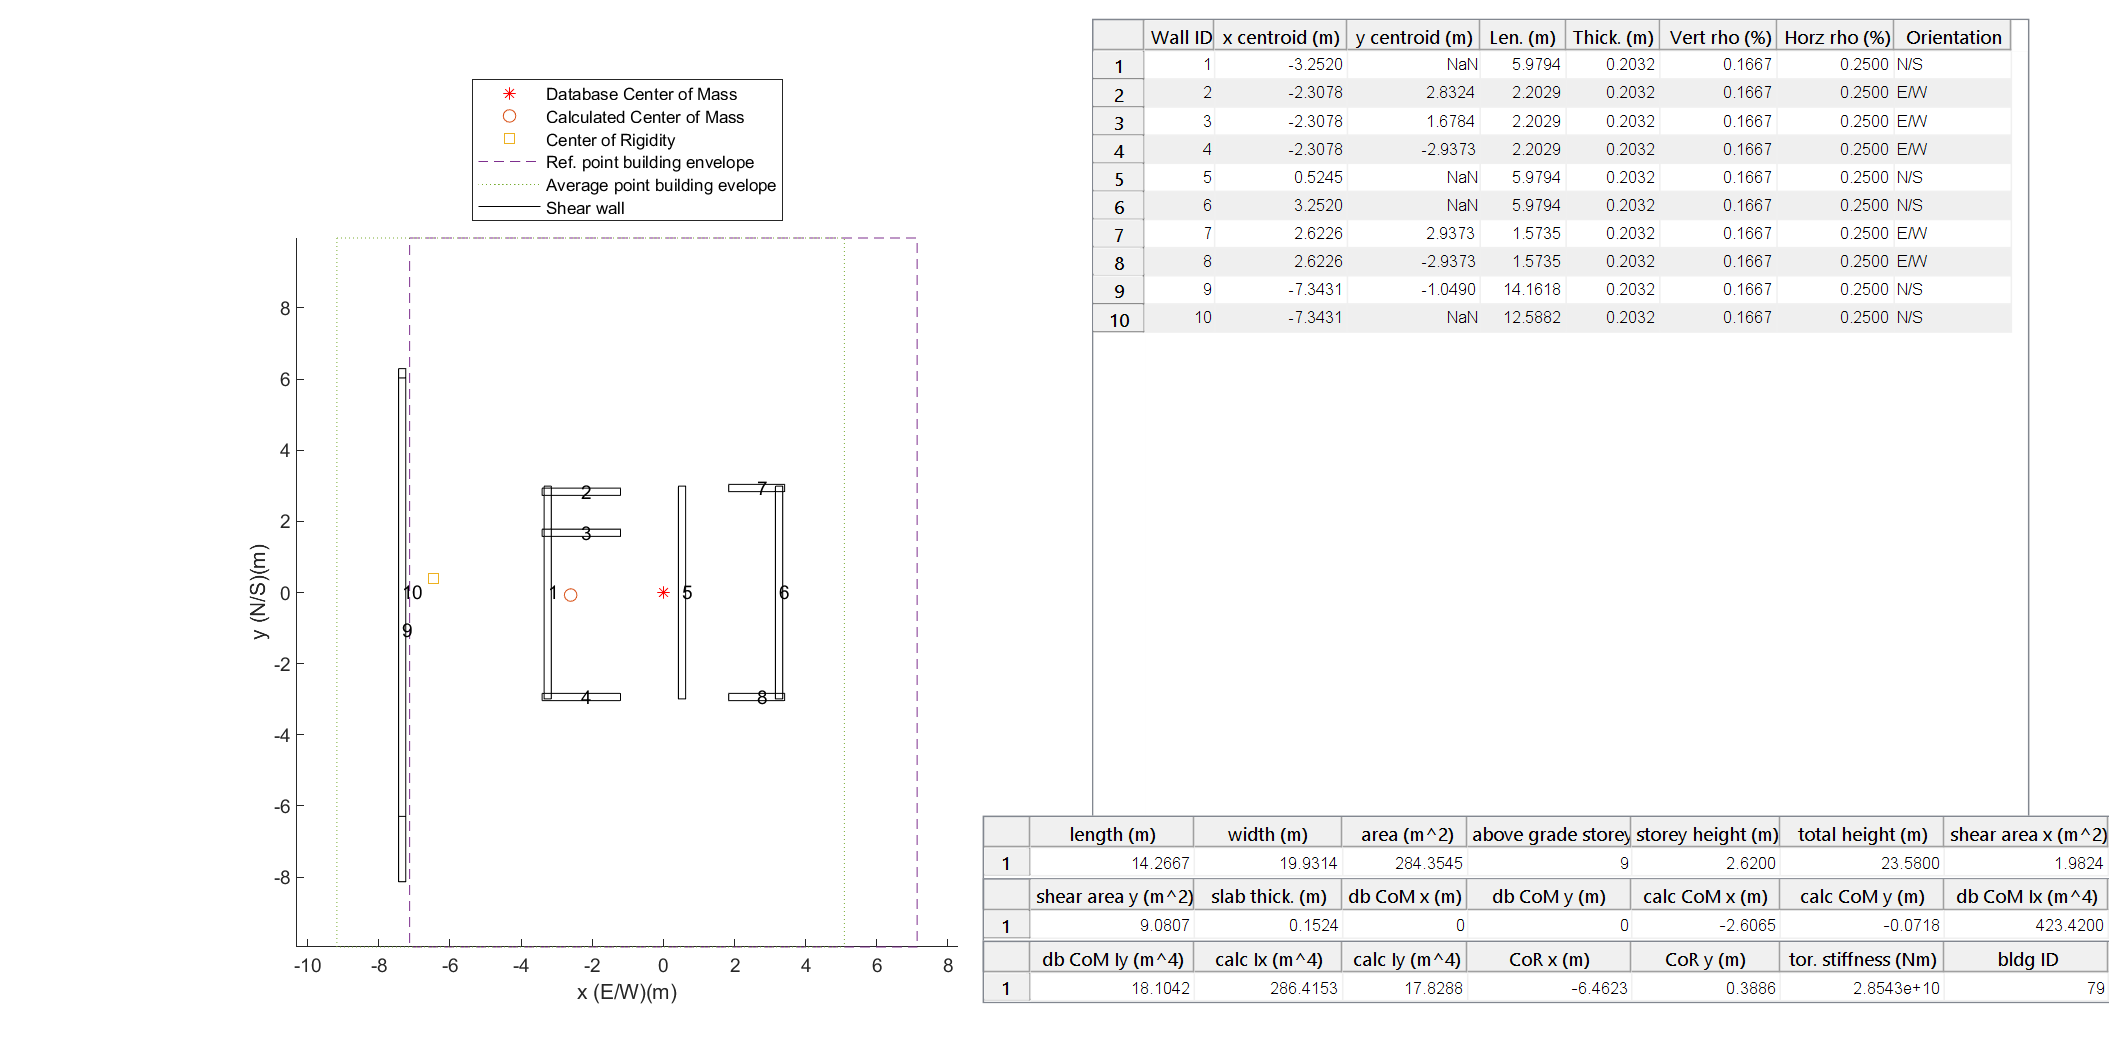 Database Center of Mass
Calculated Center of Mass
Center of Rigidity
Ref. point building envelope
Average point building evelope
Shear wall
8
6
4
2
0
-2
-4
-6
-8
y (N/S)(m)
-10 -8 -6 -4 -2 0 2 4 6 8
x (E/W)(m)
2
7
3
10
1
5
6
9
4
8
Wall ID x centroid (m) y centroid (m) Len. (m) Thick. (m) Vert rho (%) Horz rho (%) Orientation
1 1 -3.2520 NaN 5.9794 0.2032 0.1667 0.2500 N/S
2 2 -2.3078 2.8324 2.2029 0.2032 0.1667 0.2500 E/W
3 3 -2.3078 1.6784 2.2029 0.2032 0.1667 0.2500 E/W
4 4 -2.3078 -2.9373 2.2029 0.2032 0.1667 0.2500 E/W
5 5 0.5245 NaN 5.9794 0.2032 0.1667 0.2500 N/S
6 6 3.2520 NaN 5.9794 0.2032 0.1667 0.2500 N/S
7 7 2.6226 2.9373 1.5735 0.2032 0.1667 0.2500 E/W
8 8 2.6226 -2.9373 1.5735 0.2032 0.1667 0.2500 E/W
9 9 -7.3431 -1.0490 14.1618 0.2032 0.1667 0.2500 N/S
10 10 -7.3431 NaN 12.5882 0.2032 0.1667 0.2500 N/S
length (m) width (m) area (m^2) above grade storey storey height (m) total height (m) shear area x (m^2)
1 14.2667 19.9314 284.3545 9 2.6200 23.5800 1.9824
shear area y (m^2) slab thick. (m) db CoM x (m) db CoM y (m) calc CoM x (m) calc CoM y (m) db CoM Ix (m^4)
1 9.0807 0.1524 0 0 -2.6065 -0.0718 423.4200
db CoM Iy (m^4) calc Ix (m^4) calc Iy (m^4) CoR x (m) CoR y (m) tor. stiffness (Nm) bldg ID
1 18.1042 286.4153 17.8288 -6.4623 0.3886 2.8543e+10 79